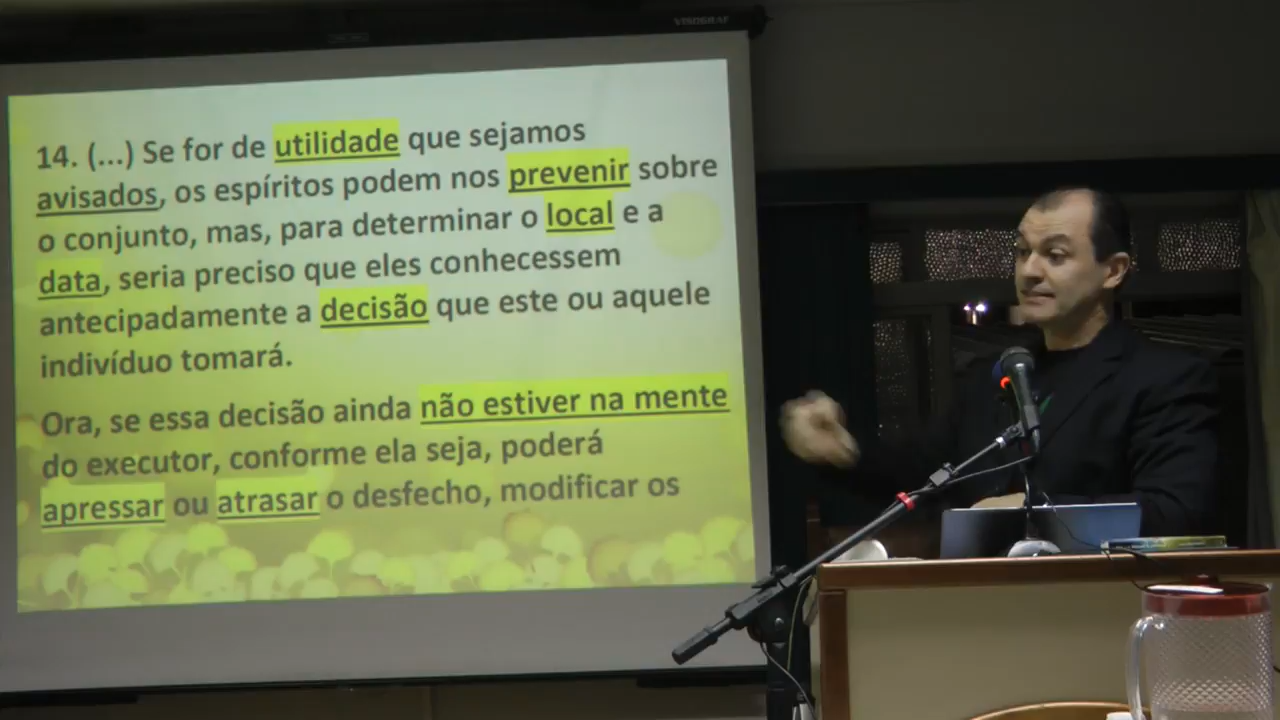 VISOGRAF
14. (...) Se for de utilidade que sejamos
avisados, os espíritos podem nos prevenir sobre
o conjunto, mas, para determinar o local e a
data, seria preciso que eles conhecessem
antecipadamente a decisão que este ou aquele
indivíduo tomará.
Ora, se essa decisão ainda não estiver na mente
do executor, conforme ela seja, poderá
apressar ou atrasar o desfecho, modificar os